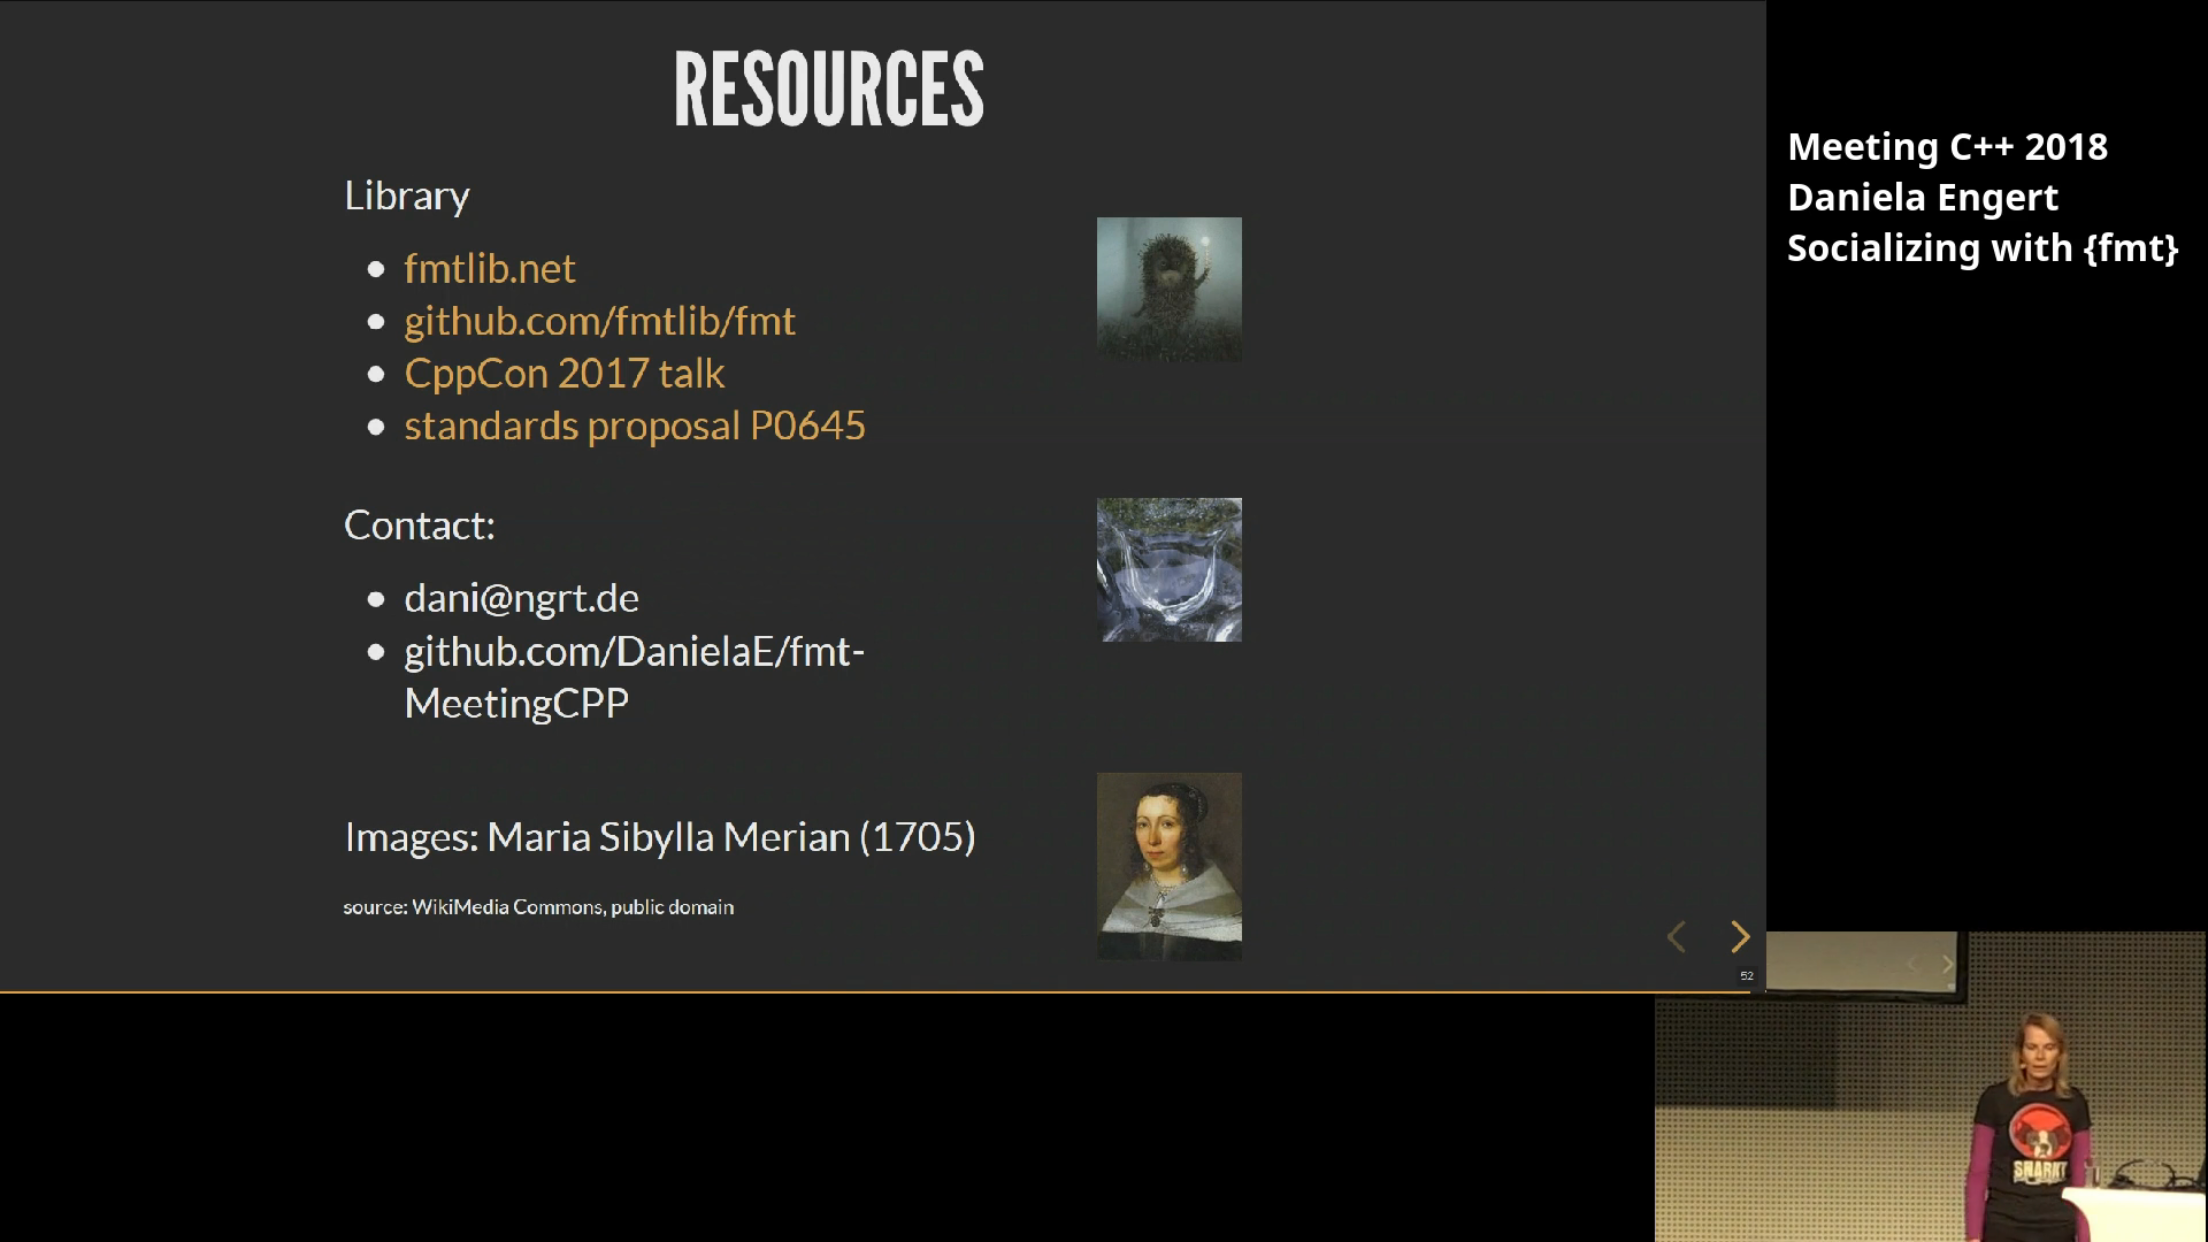 RESOURCES
Library
fmtlib.net
github.com/fmtlib/fmt
CppCon 2017 talk
standards proposal P0645
Contact:
dani@ngrt.de
github.com/DanielaE/fmt-
MeetingCPP
Images: Maria Sibylla Merian (1705)
source: WikiMedia Commons, public domain
52
Meeting C++ 2018
Daniela Engert
Socializing with {fmt}